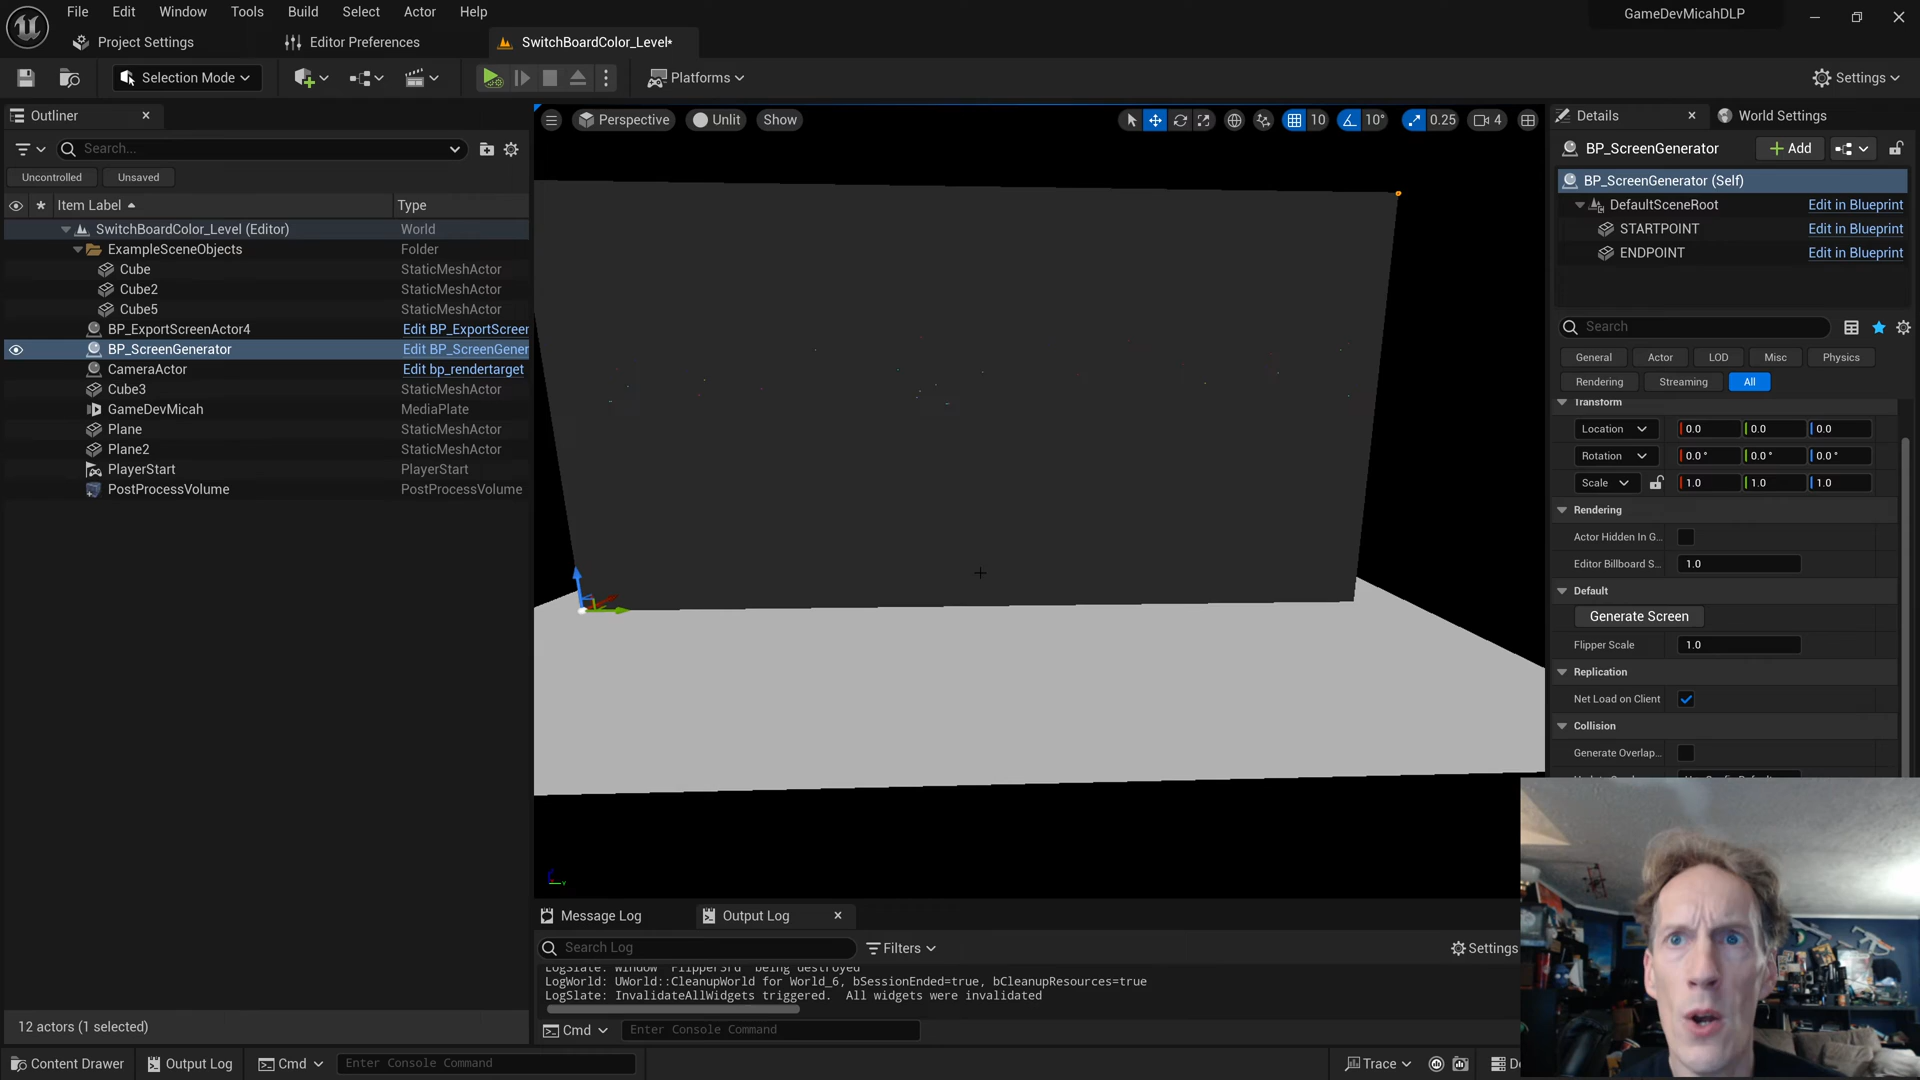 File Edit Window Tools Build Select Actor Help
GameDevMicahDLP
Project Settings
Editor Preferences
SwitchBoardColor_Level*
Selection Mode
Platforms
Settings
Outliner
Search...
Uncontrolled
Unsaved
Item Label
Type
SwitchBoardColor_Level (Editor) World
ExampleSceneObjects Folder
Cube StaticMeshActor
Cube2 StaticMeshActor
Cube5 StaticMeshActor
BP_ExportScreenActor4 Edit BP_ExportScreen
BP_ScreenGenerator Edit BP_ScreenGener
CameraActor Edit bp_rendertarget
Cube3 StaticMeshActor
GameDevMicah MediaPlate
Plane StaticMeshActor
Plane2 StaticMeshActor
PlayerStart PlayerStart
PostProcessVolume PostProcessVolume
12 actors (1 selected)
Perspective
Unlit
Show
10
10°
0.25
4
Details
World Settings
BP_ScreenGenerator
Add
BP_ScreenGenerator (Self)
DefaultSceneRoot Edit in Blueprint
STARTPOINT Edit in Blueprint
ENDPOINT Edit in Blueprint
Search
General Actor LOD Misc Physics
Rendering Streaming All
Transform
Location 0.0 0.0 0.0
Rotation 0.0 ° 0.0 ° 0.0 °
Scale 1.0 1.0 1.0
Rendering
Actor Hidden In G...
Editor Billboard S... 1.0
Default
Generate Screen
Flipper Scale 1.0
Replication
Net Load on Client
Collision
Generate Overlap...
Message Log
Output Log
Search Log
Filters
Settings
LogSlate: Window 'Flipper3rd' being destroyed
LogWorld: UWorld::CleanupWorld for World_6, bSessionEnded=true, bCleanupResources=true
LogSlate: InvalidateAllWidgets triggered. All widgets were invalidated
Cmd
Enter Console Command
Content Drawer
Output Log
Cmd
Enter Console Command
Trace